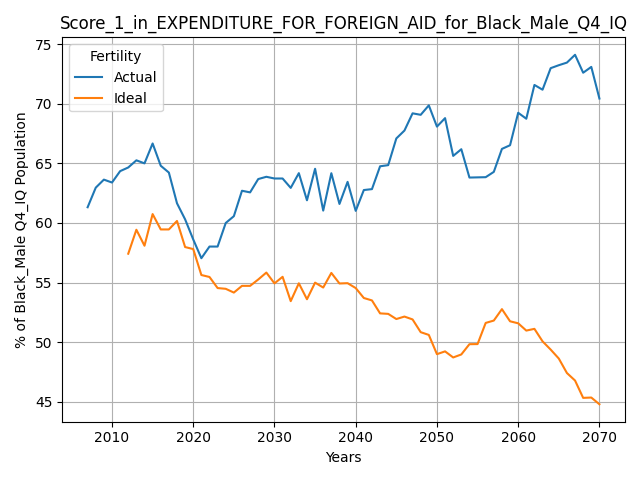 Score_1_in_EXPENDITURE_FOR_FOREIGN_AID_for_Black_Male_Q4_IQ
Fertility
Actual
Ideal
% of Black_Male Q4_IQ Population
75
70
65
60
55
50
45
2010
2020
2030
2040
2050
2060
2070
Years